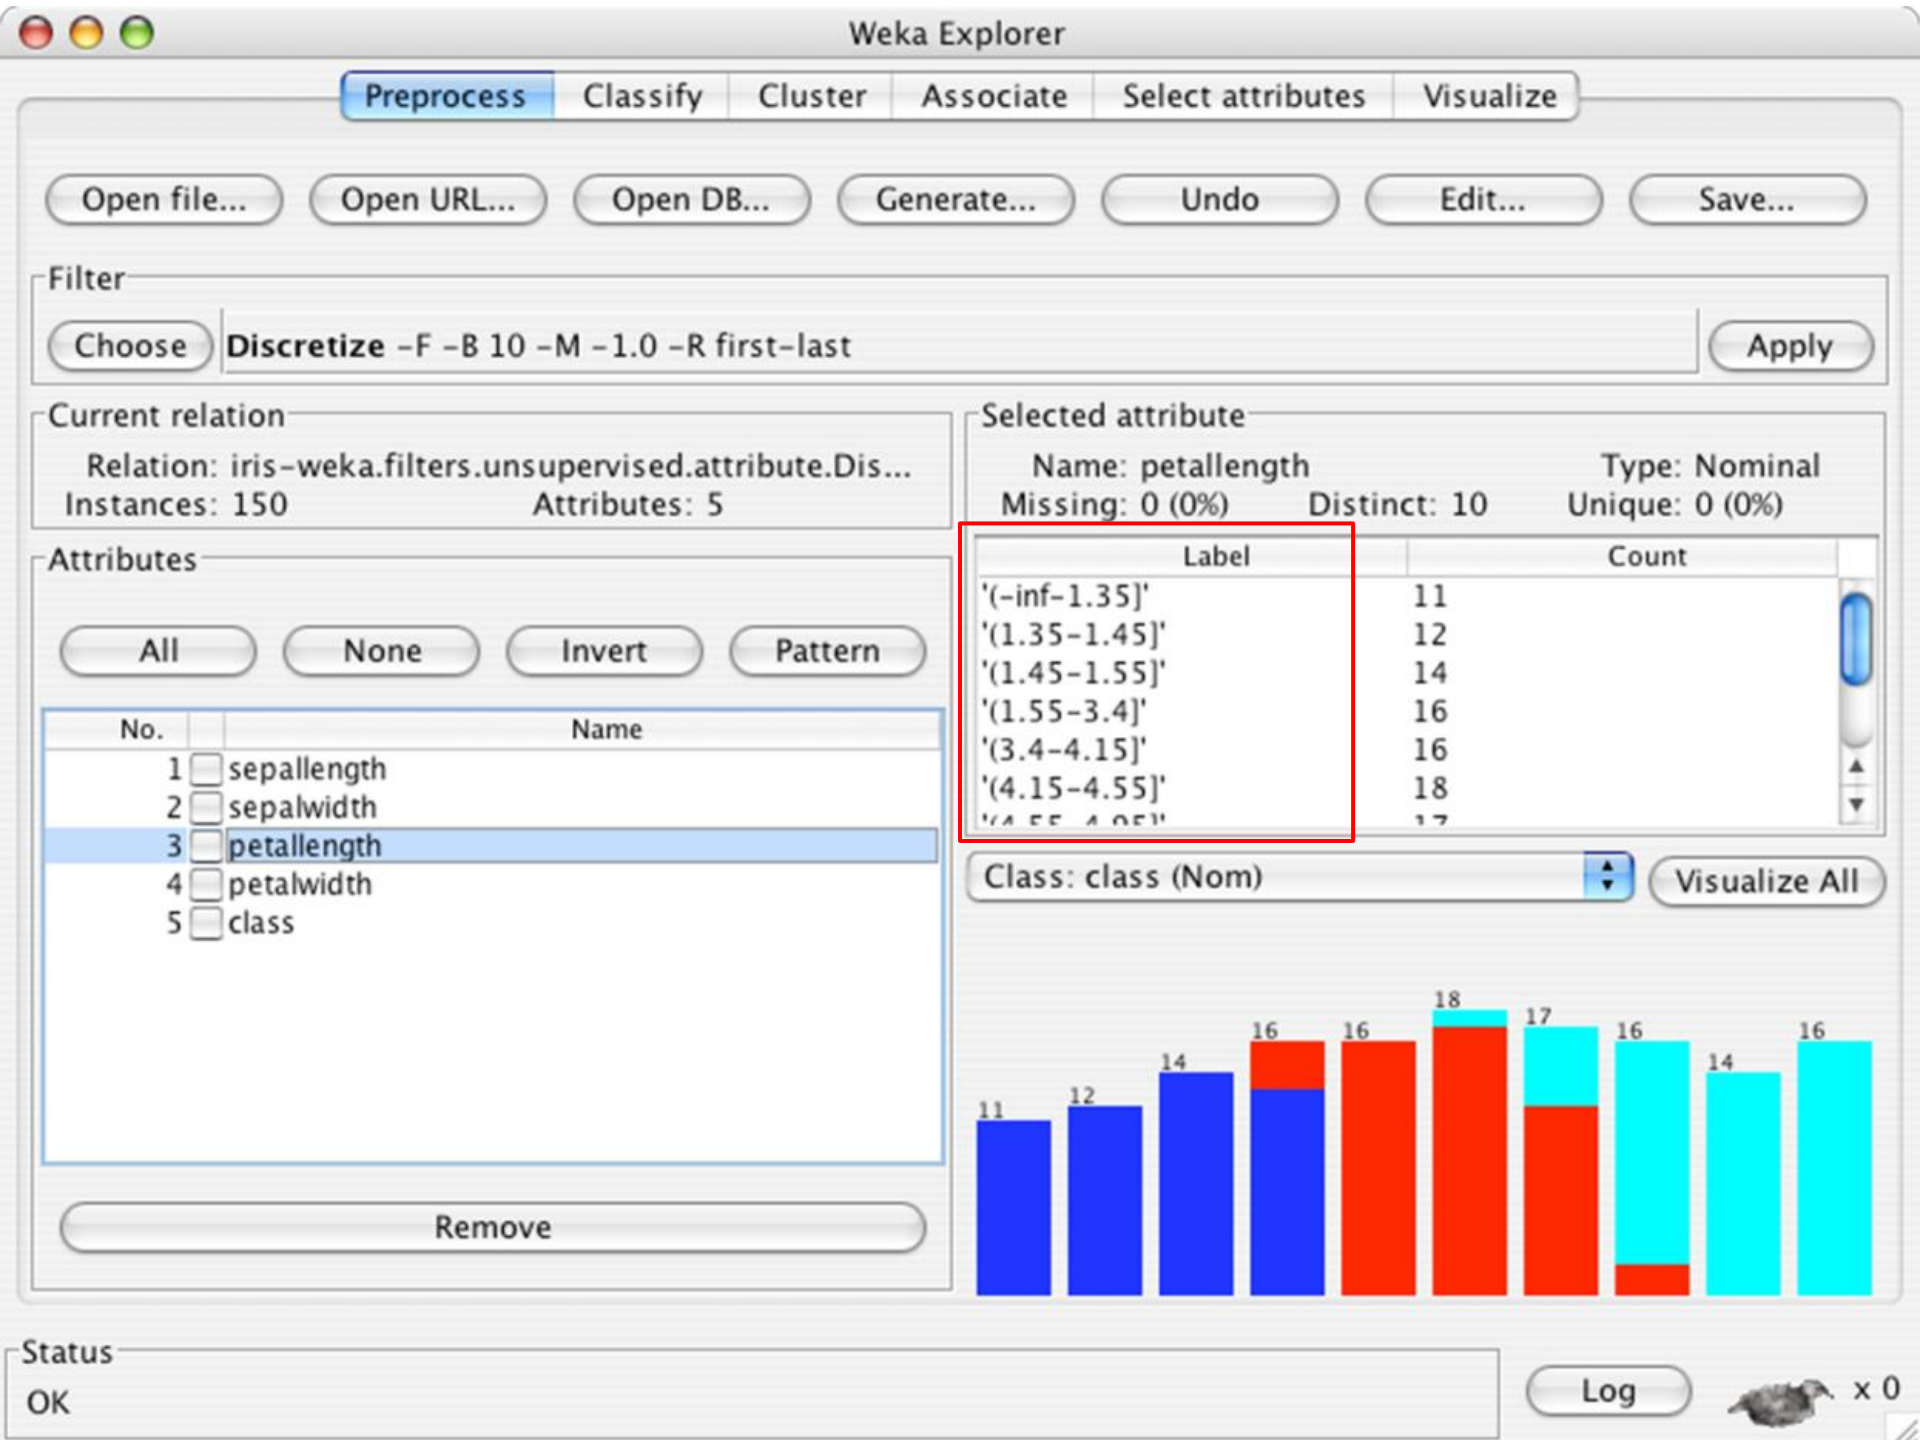 Weka Explorer
Preprocess Classify Cluster Associate Select attributes Visualize
Open file... Open URL... Open DB... Generate... Undo Edit... Save...
Filter
Choose Discretize -F -B 10 -M -1.0 -R first-last Apply
Current relation
Relation: iris-weka.filters.unsupervised.attribute.Dis...
Instances: 150 Attributes: 5
Attributes
All None Invert Pattern
No. Name
1 sepallength
2 sepalwidth
3 petallength
4 petalwidth
5 class
Remove
Selected attribute
Name: petallength Type: Nominal
Missing: 0 (0%) Distinct: 10 Unique: 0 (0%)
Label Count
'(-inf-1.35]' 11
'(1.35-1.45]' 12
'(1.45-1.55]' 14
'(1.55-3.4]' 16
'(3.4-4.15]' 16
'(4.15-4.55]' 18
'(4.55-4.95]' 17
Class: class (Nom) Visualize All
11 12 14 16 16 18 17 16 14 16
Status
OK
Log x 0